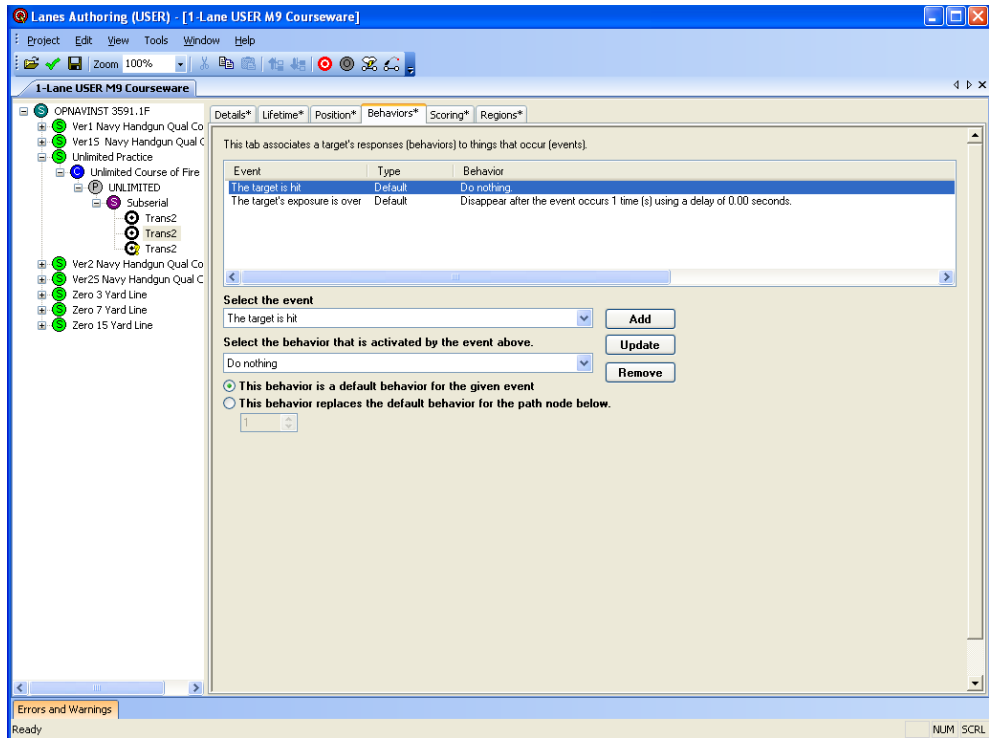 Lanes Authoring (USER) - [1-Lane USER M9 Courseware]
Project Edit View Tools Window Help
Zoom 100%
1-Lane USER M9 Courseware
OPNAVINST 3591.1F
Ver1 Navy Handgun Qual Co
Ver1S Navy Handgun Qual C
Unlimited Practice
Unlimited Course of Fire
UNLIMITED
Subserial
Trans2
Trans2
Trans2
Ver2 Navy Handgun Qual Co
Ver2S Navy Handgun Qual C
Zero 3 Yard Line
Zero 7 Yard Line
Zero 15 Yard Line
Details* Lifetime* Position* Behaviors* Scoring* Regions*
This tab associates a target's responses (behaviors) to things that occur (events).
Event Type Behavior
The target is hit Default Do nothing.
The target's exposure is over Default Disappear after the event occurs 1 time (s) using a delay of 0.00 seconds.
Select the event
The target is hit
Add
Select the behavior that is activated by the event above.
Update
Do nothing
Remove
This behavior is a default behavior for the given event
This behavior replaces the default behavior for the path node below.
1
Errors and Warnings
Ready NUM SCRL